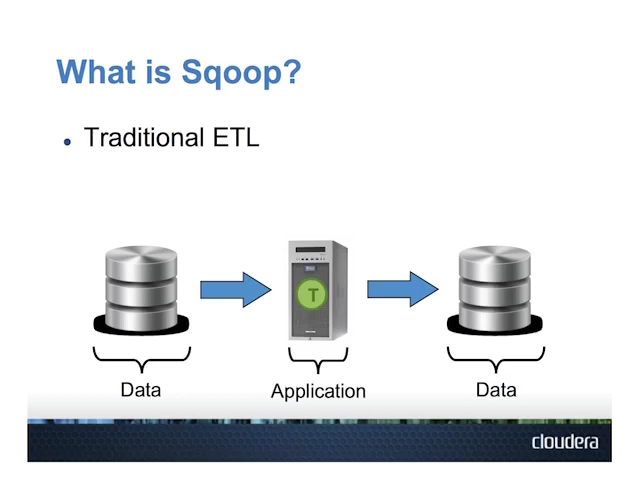 What is Sqoop?
Traditional ETL
T
Data
Application
Data
cloudera